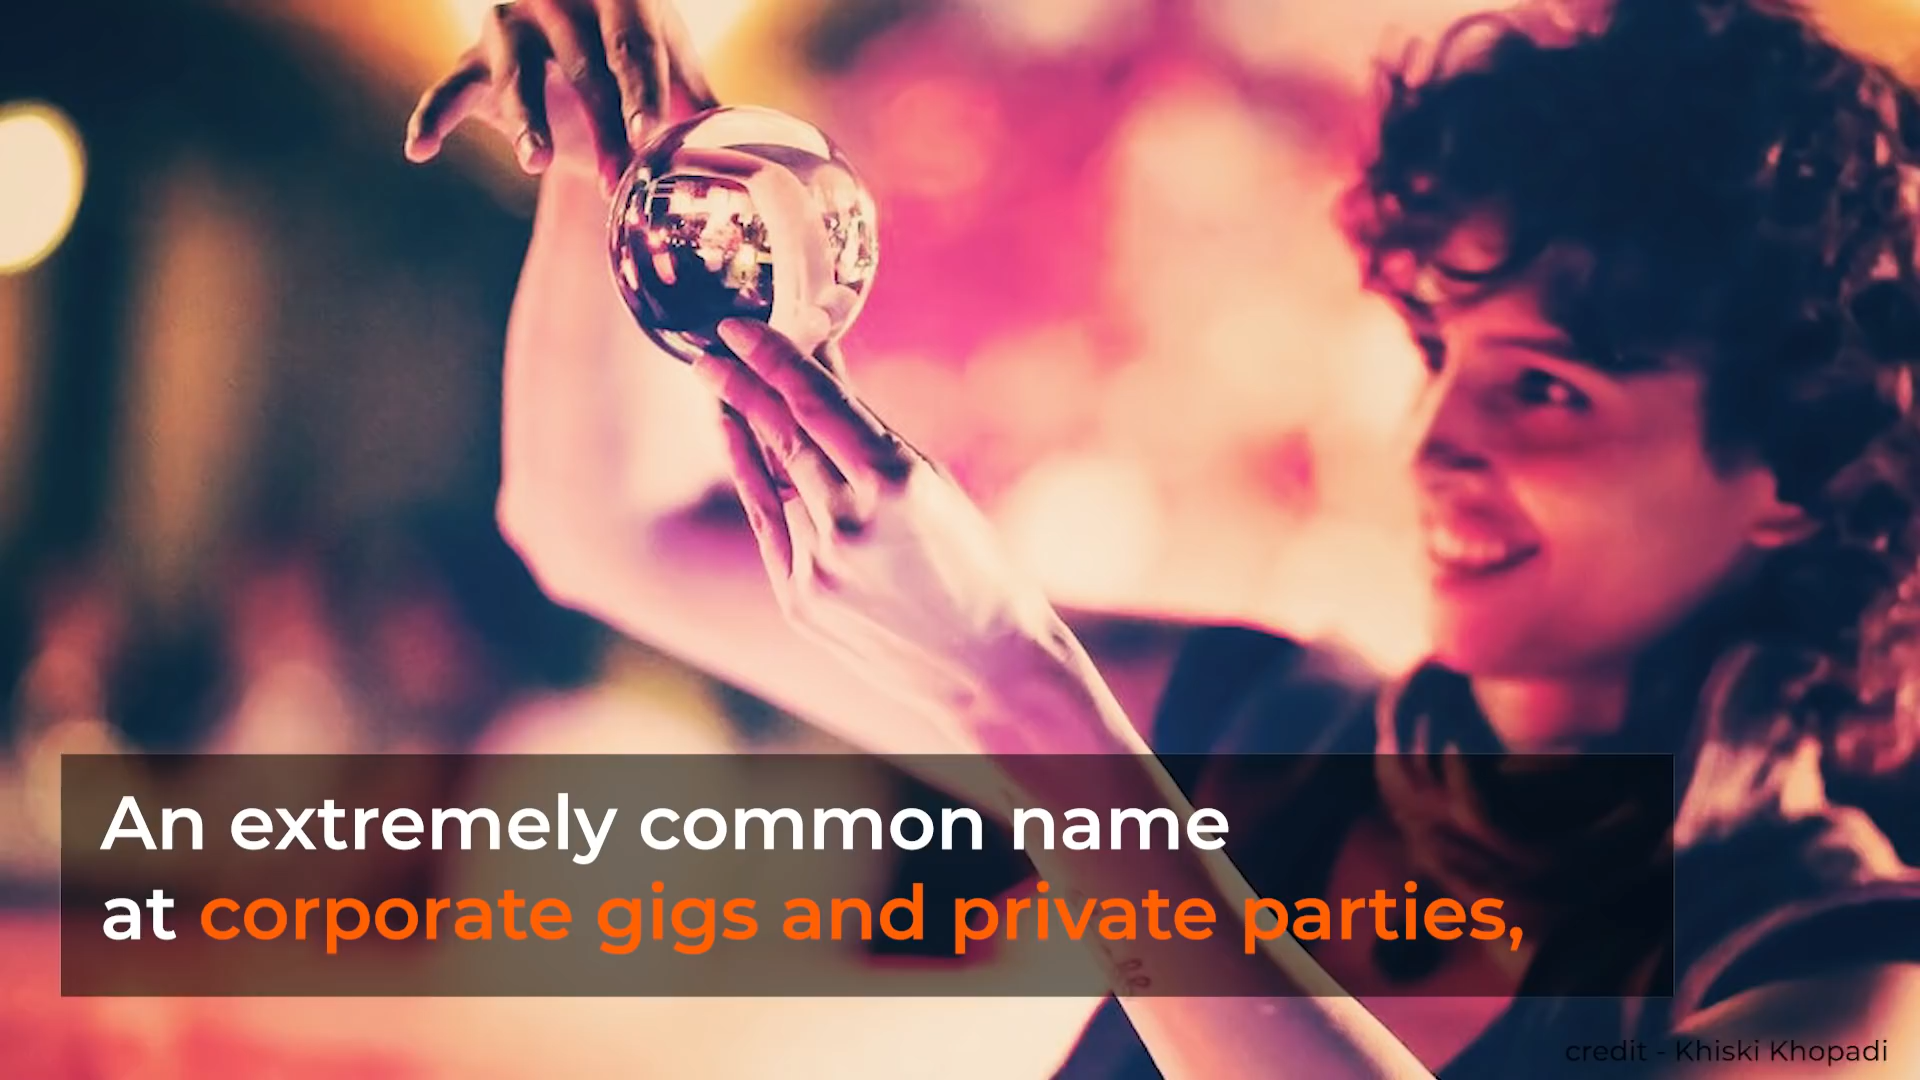 An extremely common name
at corporate gigs and private parties,
credit - Khiski Khopadi